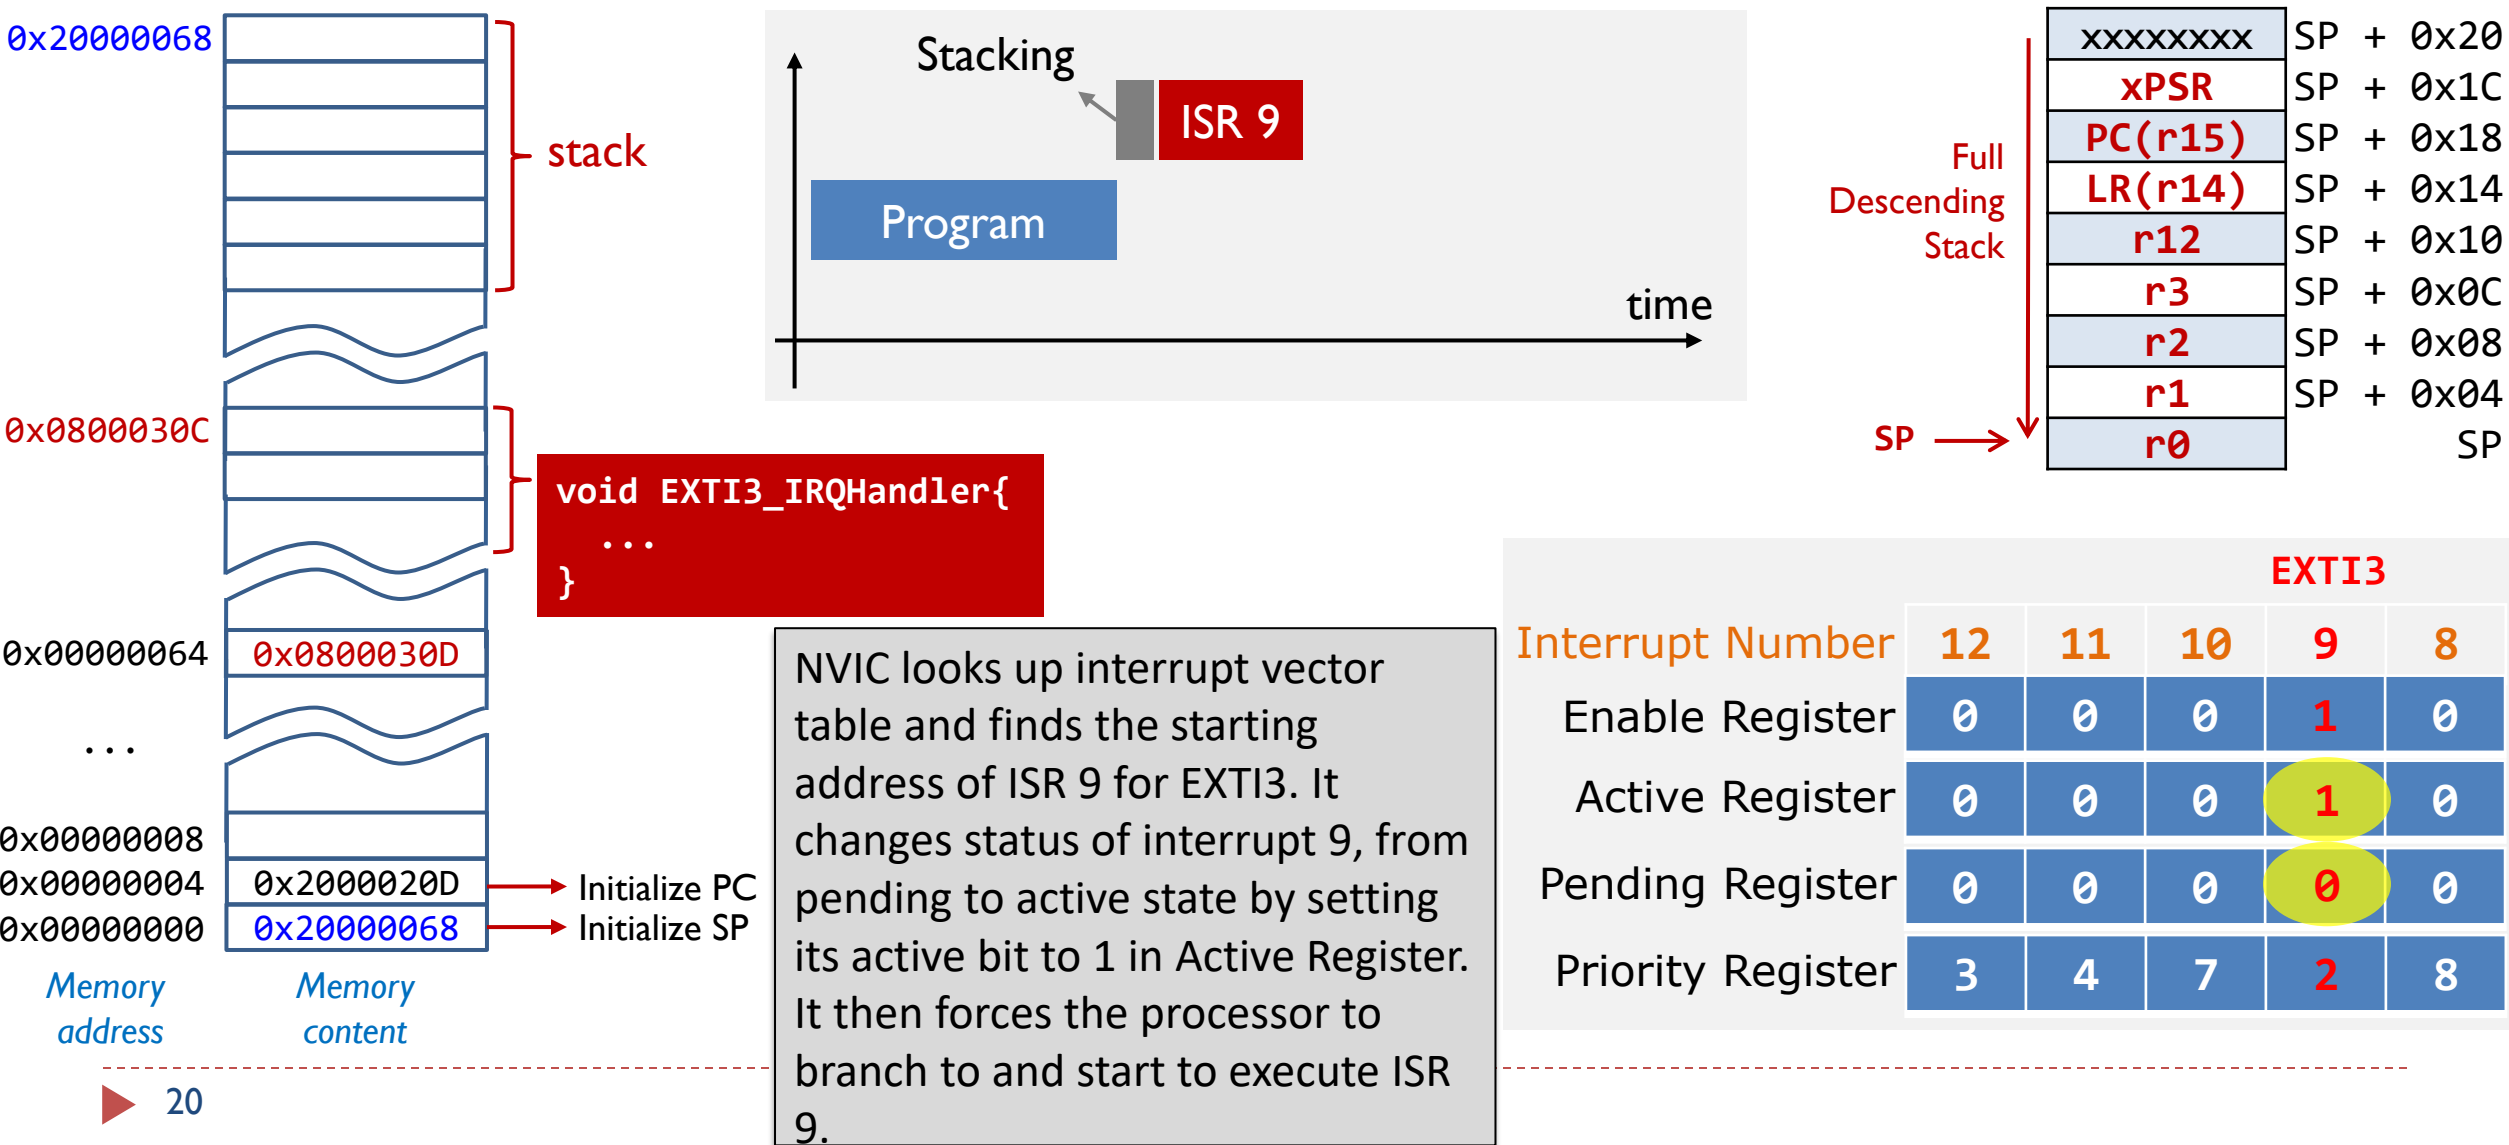 0x20000068
stack
0x0800030C
void EXTI3_IRQHandler{
...
}
0x00000064
0x0800030D
...
0x00000008
0x00000004
0x2000020D
Initialize PC
0x00000000
0x20000068
Initialize SP
Memory
address
Memory
content
20
Stacking
ISR 9
Program
time
NVIC looks up interrupt vector
table and finds the starting
address of ISR 9 for EXTI3. It
changes status of interrupt 9, from
pending to active state by setting
its active bit to 1 in Active Register.
It then forces the processor to
branch to and start to execute ISR
9.
xxxxxxxx SP + 0x20
xPSR SP + 0x1C
PC(r15) SP + 0x18
LR(r14) SP + 0x14
r12 SP + 0x10
r3 SP + 0x0C
r2 SP + 0x08
r1 SP + 0x04
r0 SP
Full
Descending
Stack
SP
EXTI3
Interrupt Number 12 11 10 9 8
Enable Register 0 0 0 1 0
Active Register 0 0 0 1 0
Pending Register 0 0 0 0 0
Priority Register 3 4 7 2 8